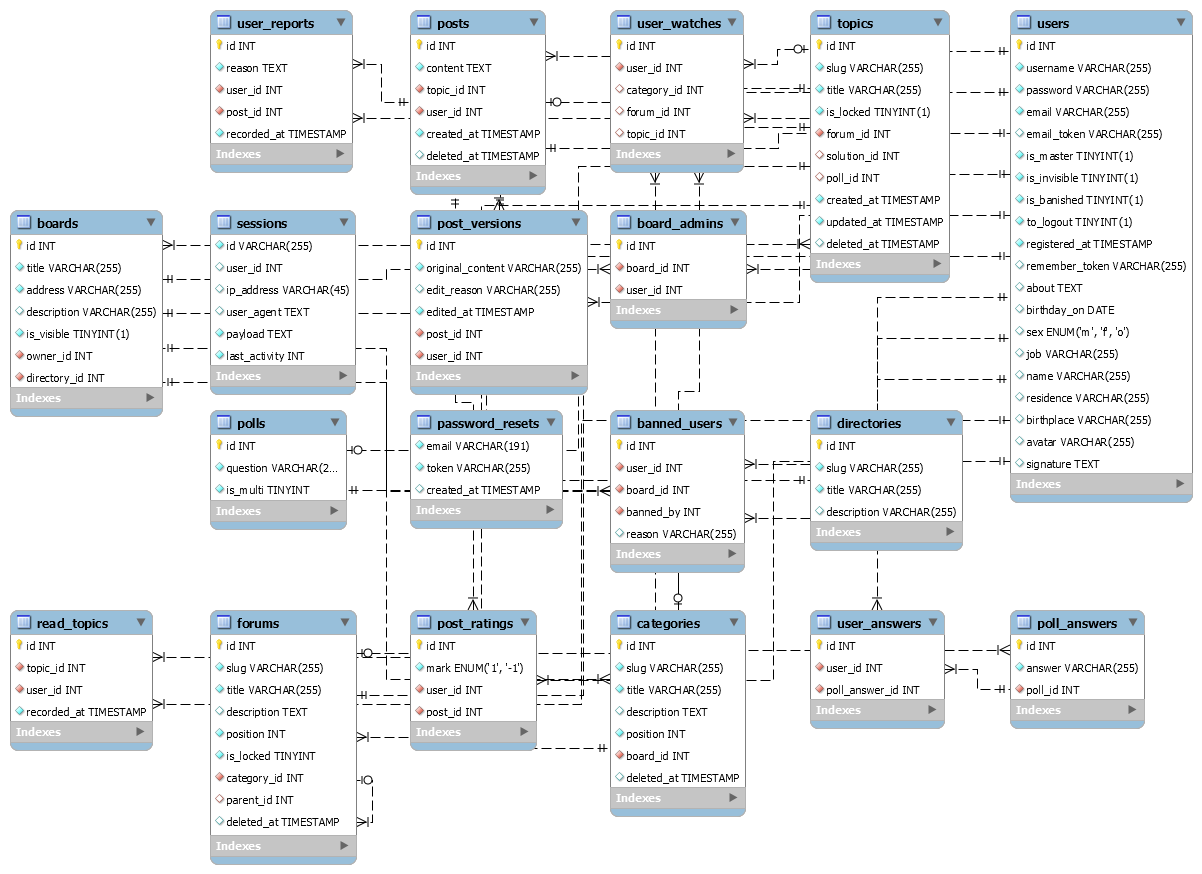 user_reports
id INT
reason TEXT
user_id INT
post_id INT
recorded_at TIMESTAMP
Indexes
posts
id INT
content TEXT
topic_id INT
user_id INT
created_at TIMESTAMP
deleted_at TIMESTAMP
Indexes
user_watches
id INT
user_id INT
category_id INT
forum_id INT
topic_id INT
Indexes
topics
id INT
slug VARCHAR(255)
title VARCHAR(255)
is_locked TINYINT(1)
forum_id INT
solution_id INT
poll_id INT
created_at TIMESTAMP
updated_at TIMESTAMP
deleted_at TIMESTAMP
Indexes
users
id INT
username VARCHAR(255)
password VARCHAR(255)
email VARCHAR(255)
email_token VARCHAR(255)
is_master TINYINT(1)
is_invisible TINYINT(1)
is_banished TINYINT(1)
to_logout TINYINT(1)
registered_at TIMESTAMP
remember_token VARCHAR(255)
about TEXT
birthday_on DATE
sex ENUM('m', 'f', 'o')
job VARCHAR(255)
name VARCHAR(255)
residence VARCHAR(255)
birthplace VARCHAR(255)
avatar VARCHAR(255)
signature TEXT
Indexes
boards
id INT
title VARCHAR(255)
address VARCHAR(255)
description VARCHAR(255)
is_visible TINYINT(1)
owner_id INT
directory_id INT
Indexes
sessions
id VARCHAR(255)
user_id INT
ip_address VARCHAR(45)
user_agent TEXT
payload TEXT
last_activity INT
Indexes
post_versions
id INT
original_content VARCHAR(255)
edit_reason VARCHAR(255)
edited_at TIMESTAMP
post_id INT
user_id INT
Indexes
board_admins
id INT
board_id INT
user_id INT
Indexes
polls
id INT
question VARCHAR(2...
is_multi TINYINT
Indexes
password_resets
email VARCHAR(191)
token VARCHAR(255)
created_at TIMESTAMP
Indexes
banned_users
id INT
user_id INT
board_id INT
banned_by INT
reason VARCHAR(255)
Indexes
directories
id INT
slug VARCHAR(255)
title VARCHAR(255)
description VARCHAR(255)
Indexes
read_topics
id INT
topic_id INT
user_id INT
recorded_at TIMESTAMP
Indexes
forums
id INT
slug VARCHAR(255)
title VARCHAR(255)
description TEXT
position INT
is_locked TINYINT
category_id INT
parent_id INT
deleted_at TIMESTAMP
Indexes
post_ratings
id INT
mark ENUM('1', '-1')
user_id INT
post_id INT
Indexes
categories
id INT
slug VARCHAR(255)
title VARCHAR(255)
description TEXT
position INT
board_id INT
deleted_at TIMESTAMP
Indexes
user_answers
id INT
user_id INT
poll_answer_id INT
Indexes
poll_answers
id INT
answer VARCHAR(255)
poll_id INT
Indexes